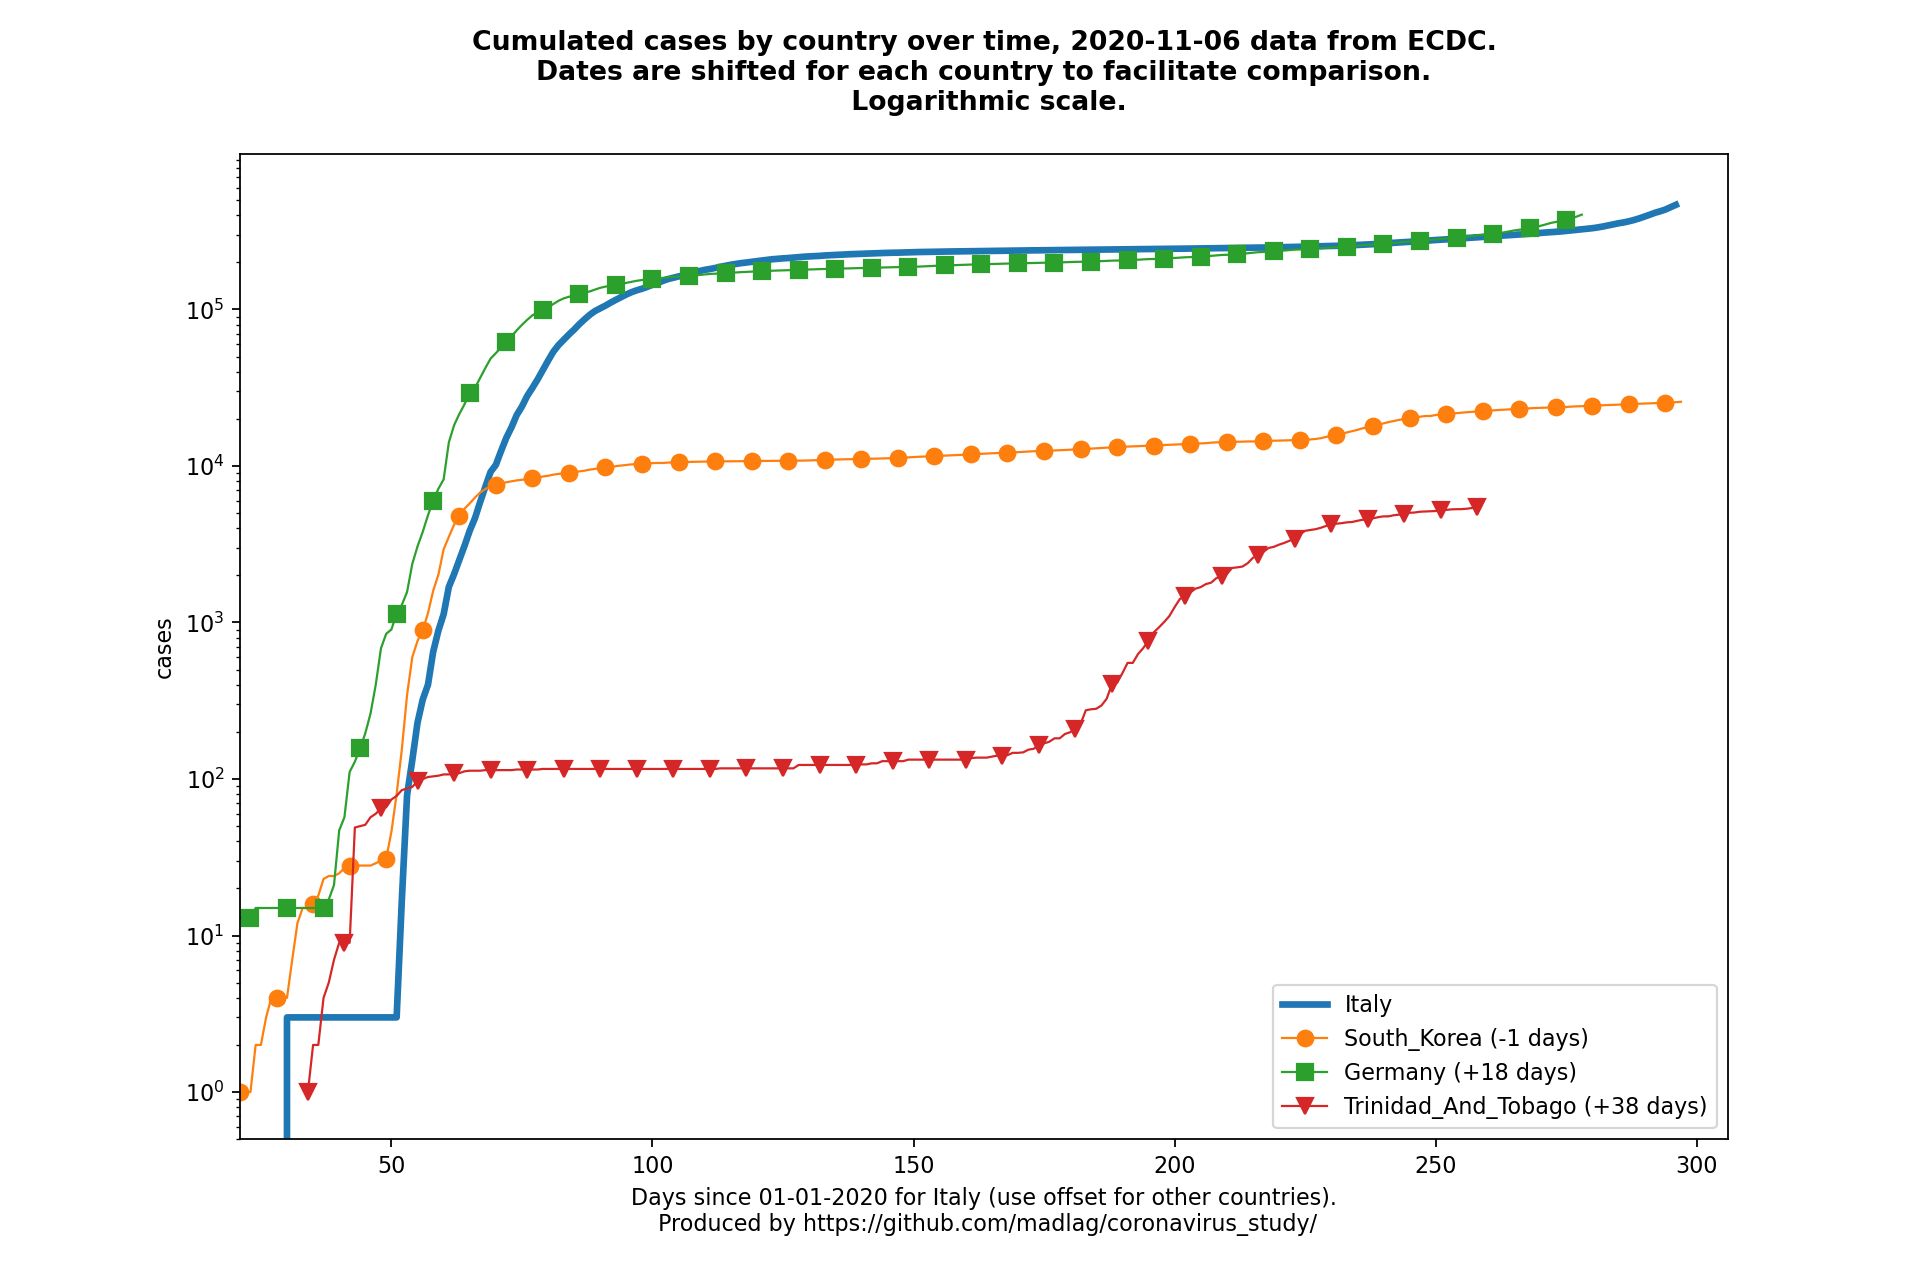 Cumulated cases by country over time, 2020-11-06 data from ECDC.
Dates are shifted for each country to facilitate comparison.
Logarithmic scale.
10^5
10^4
10^3
10^2
10^1
10^0
cases
Italy
South_Korea (-1 days)
Germany (+18 days)
Trinidad_And_Tobago (+38 days)
50 100 150 200 250 300
Days since 01-01-2020 for Italy (use offset for other countries).
Produced by https://github.com/madlag/coronavirus_study/